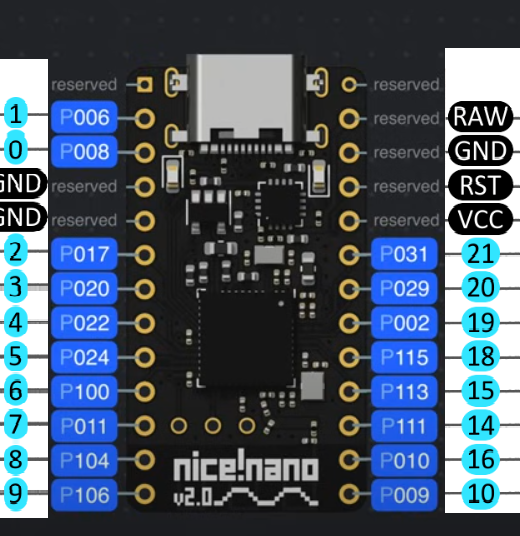 reserved reserved
1 P006 reserved RAW
0 P008 reserved GND
GND reserved reserved RST
GND reserved reserved VCC
2 P017 P031 21
3 P020 P029 20
4 P022 P002 19
5 P024 P115 18
6 P100 P113 15
7 P011 P111 14
8 P104 nice!nano P010 16
9 P106 v2.0 P009 10